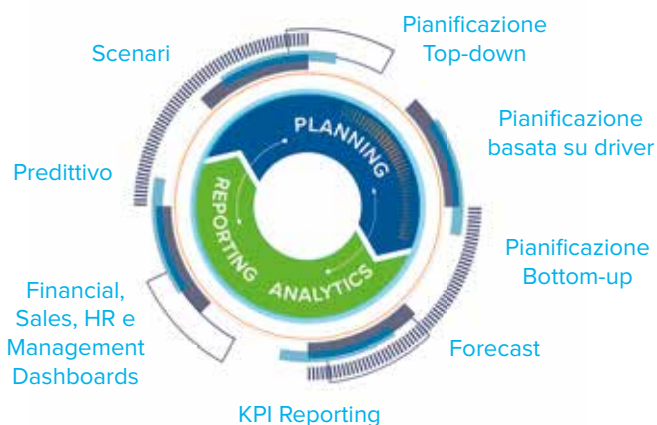 Pianificazione
Top-down
Scenari
Pianificazione
basata su driver
PLANNING
Predittivo
REPORTING
ANALYTICS
Pianificazione
Bottom-up
Financial,
Sales, HR e
Management
Dashboards
Forecast
KPI Reporting